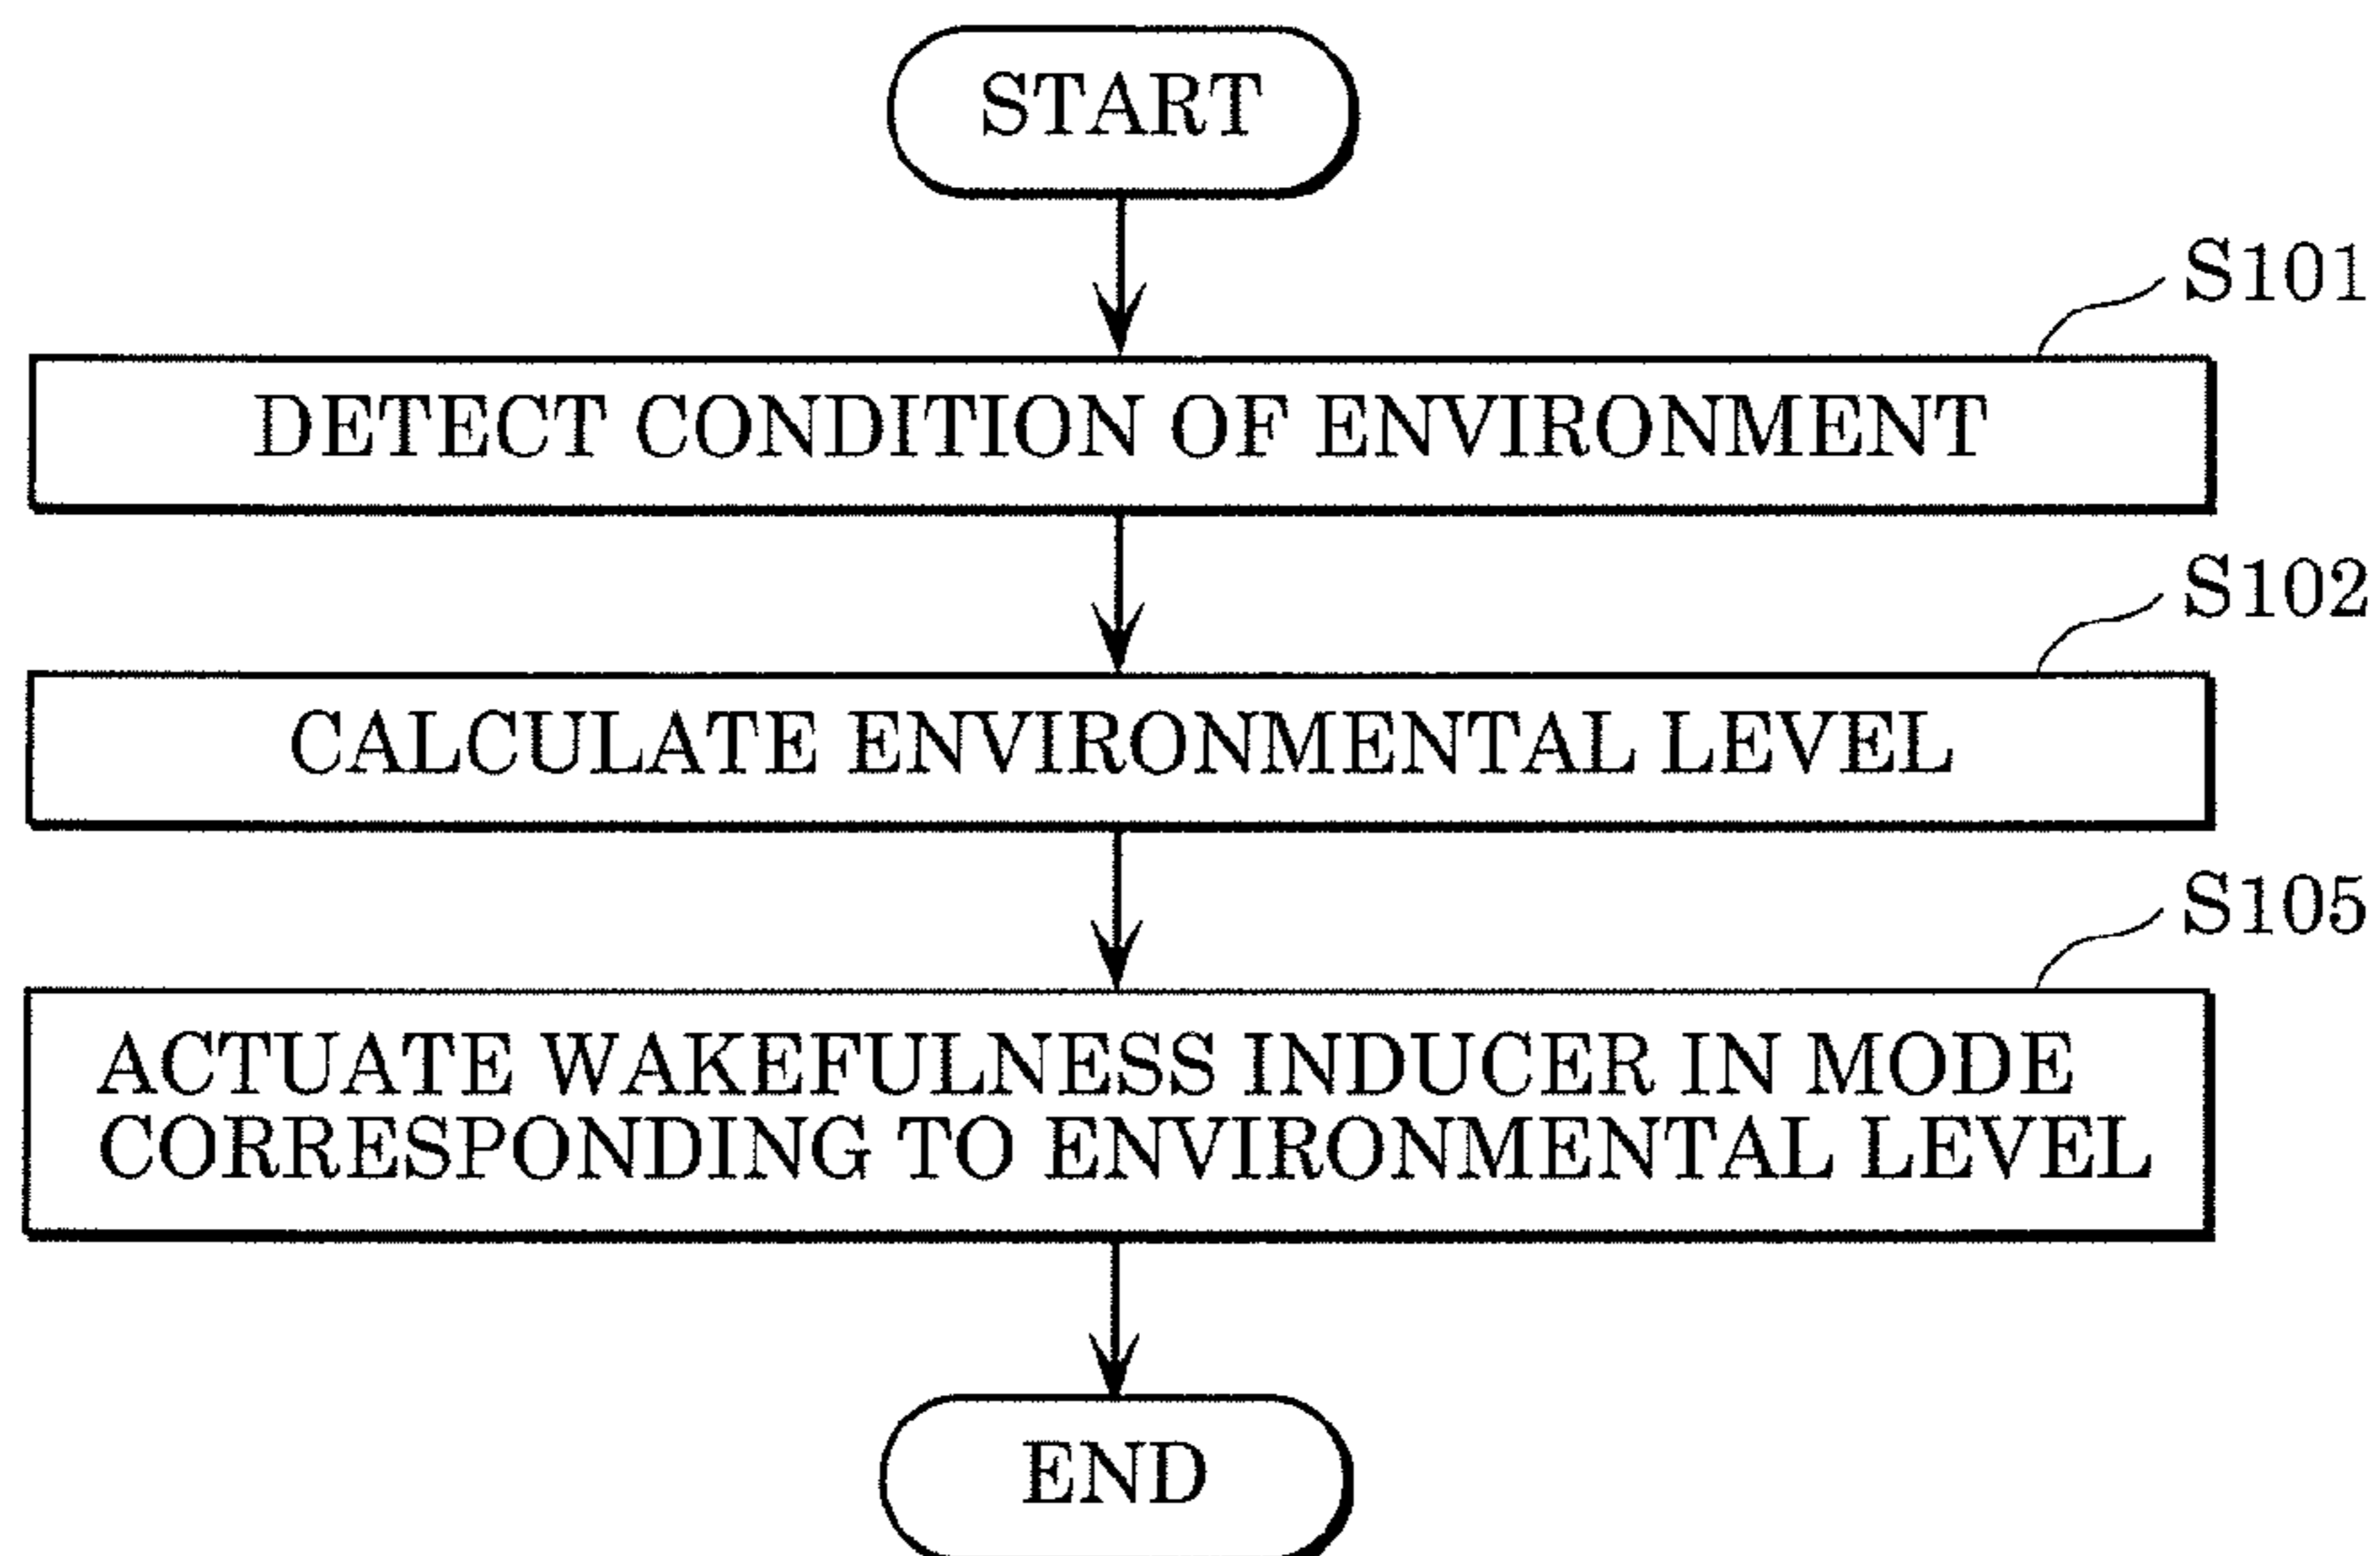 START
S101
DETECT CONDITION OF ENVIRONMENT
S102
CALCULATE ENVIRONMENTAL LEVEL
S105
ACTUATE WAKEFULNESS INDUCER IN MODE
CORRESPONDING TO ENVIRONMENTAL LEVEL
END